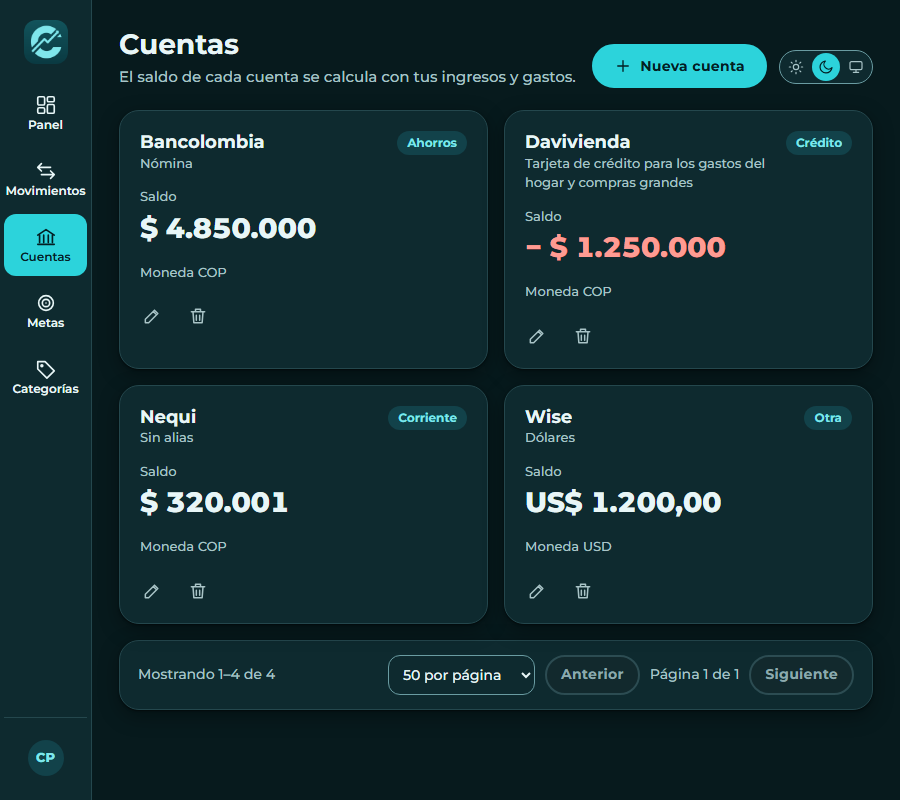 Panel
Movimientos
Cuentas
Metas
Categorías
CP
Cuentas
El saldo de cada cuenta se calcula con tus ingresos y gastos.
Nueva cuenta
Bancolombia
Ahorros
Nómina
Saldo
$ 4.850.000
Moneda COP
Davivienda
Crédito
Tarjeta de crédito para los gastos del
hogar y compras grandes
Saldo
− $ 1.250.000
Moneda COP
Nequi
Corriente
Sin alias
Saldo
$ 320.001
Moneda COP
Wise
Otra
Dólares
Saldo
US$ 1.200,00
Moneda USD
Mostrando 1–4 de 4
50 por página
Anterior
Página 1 de 1
Siguiente